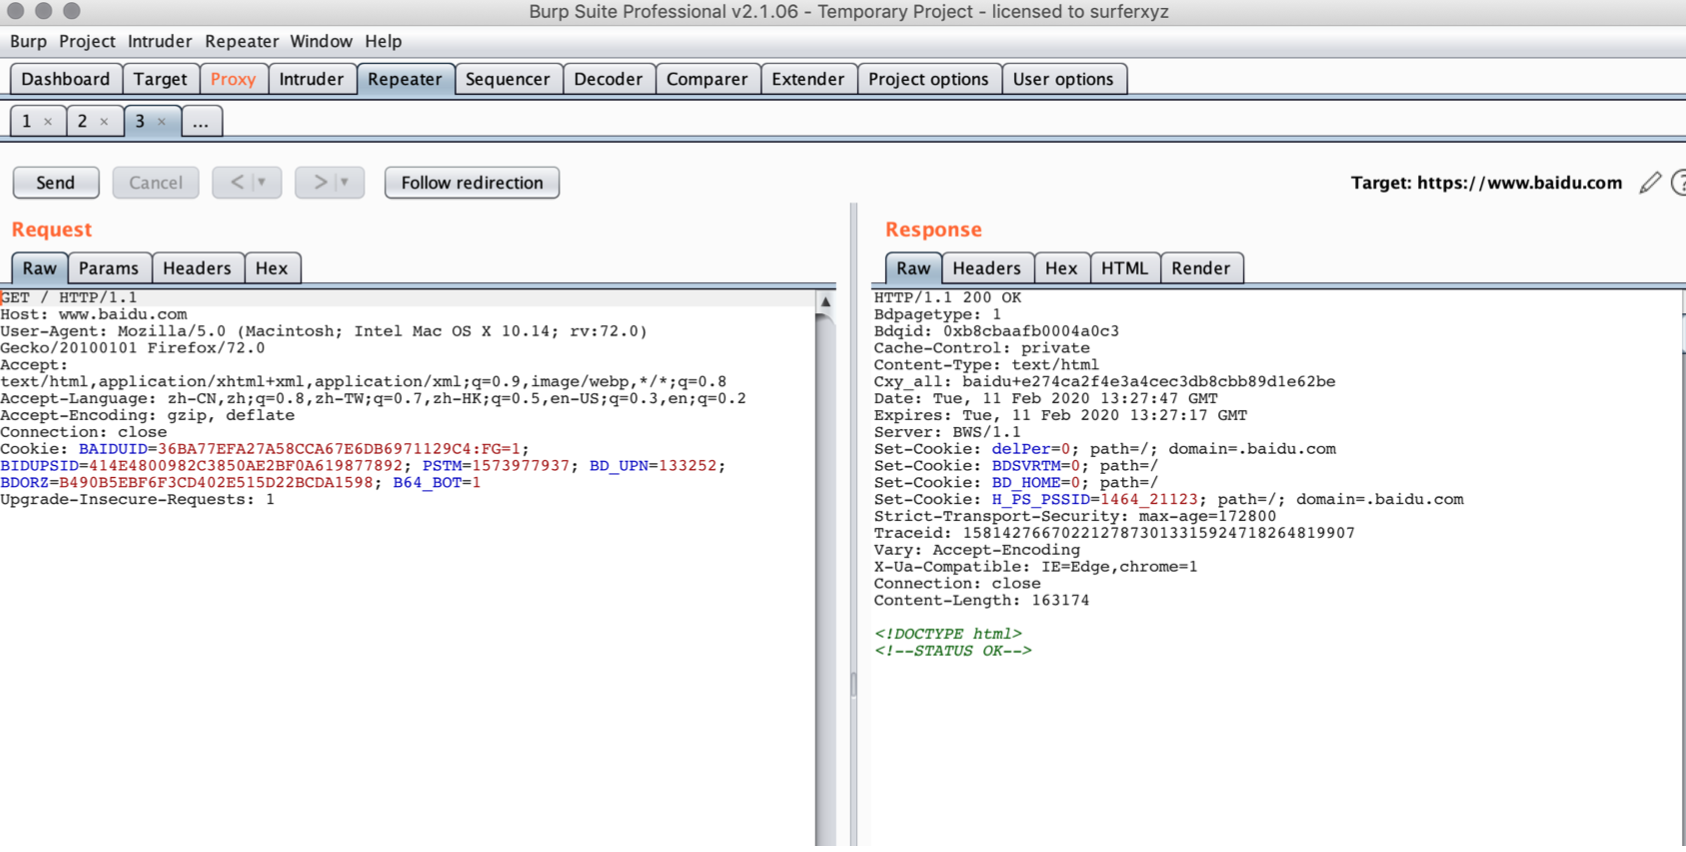 Burp Suite Professional v2.1.06 - Temporary Project - licensed to surferxyz
Burp Project Intruder Repeater Window Help
Dashboard Target Proxy Intruder Repeater Sequencer Decoder Comparer Extender Project options User options
1 × 2 × 3 × ...
Send Cancel < > Follow redirection Target: https://www.baidu.com ?
Request
Raw Params Headers Hex
GET / HTTP/1.1
Host: www.baidu.com
User-Agent: Mozilla/5.0 (Macintosh; Intel Mac OS X 10.14; rv:72.0)
Gecko/20100101 Firefox/72.0
Accept:
text/html,application/xhtml+xml,application/xml;q=0.9,image/webp,*/*;q=0.8
Accept-Language: zh-CN,zh;q=0.8,zh-TW;q=0.7,zh-HK;q=0.5,en-US;q=0.3,en;q=0.2
Accept-Encoding: gzip, deflate
Connection: close
Cookie: BAIDUID=36BA77EFA27A58CCA67E6DB6971129C4:FG=1;
BIDUPSID=414E4800982C3850AE2BF0A619877892; PSTM=1573977937; BD_UPN=133252;
BDORZ=B490B5EBF6F3CD402E515D22BCDA1598; B64_BOT=1
Upgrade-Insecure-Requests: 1
Response
Raw Headers Hex HTML Render
HTTP/1.1 200 OK
Bdpagetype: 1
Bdqid: 0xb8cbaafb0004a0c3
Cache-Control: private
Content-Type: text/html
Cxy_all: baidu+e274ca2f4e3a4cec3db8cbb89d1e62be
Date: Tue, 11 Feb 2020 13:27:47 GMT
Expires: Tue, 11 Feb 2020 13:27:17 GMT
Server: BWS/1.1
Set-Cookie: delPer=0; path=/; domain=.baidu.com
Set-Cookie: BDSVRTM=0; path=/
Set-Cookie: BD_HOME=0; path=/
Set-Cookie: H_PS_PSSID=1464_21123; path=/; domain=.baidu.com
Strict-Transport-Security: max-age=172800
Traceid: 1581427667022127873013315924718264819907
Vary: Accept-Encoding
X-Ua-Compatible: IE=Edge,chrome=1
Connection: close
Content-Length: 163174
<!DOCTYPE html>
<!--STATUS OK-->